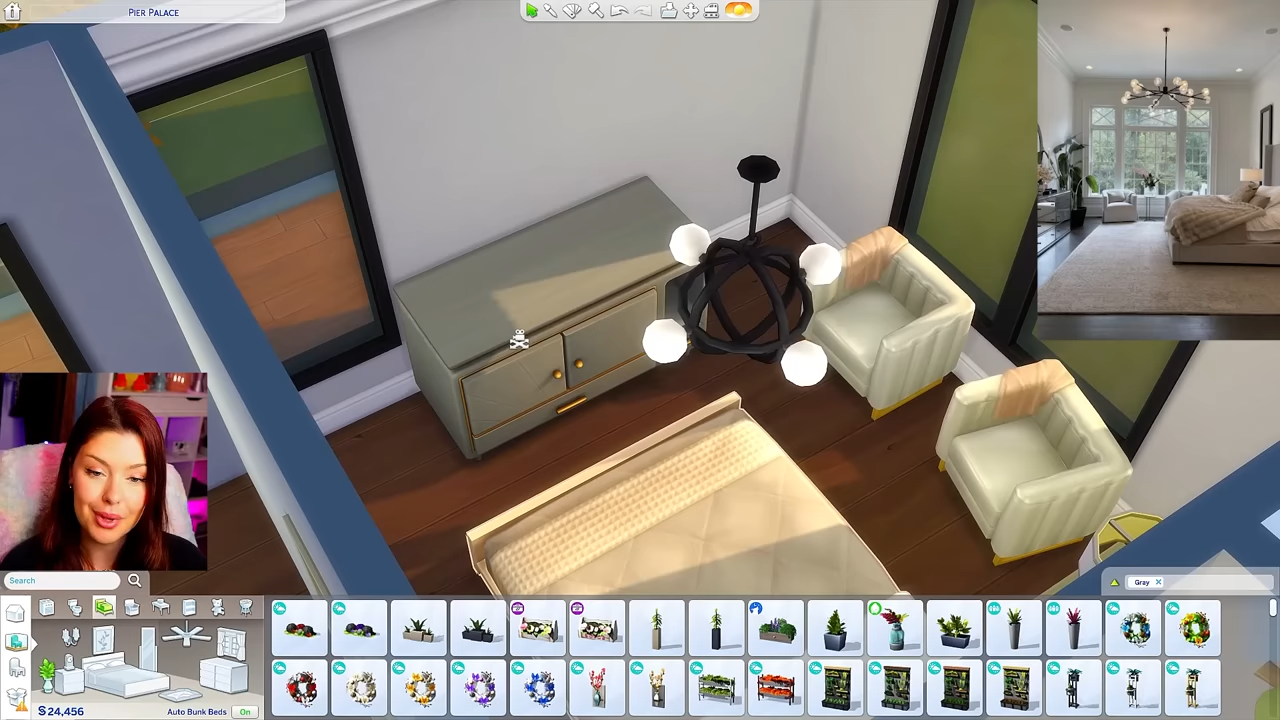 PIER PALACE
Search
Gray
$24,456
Auto Bunk Beds
On